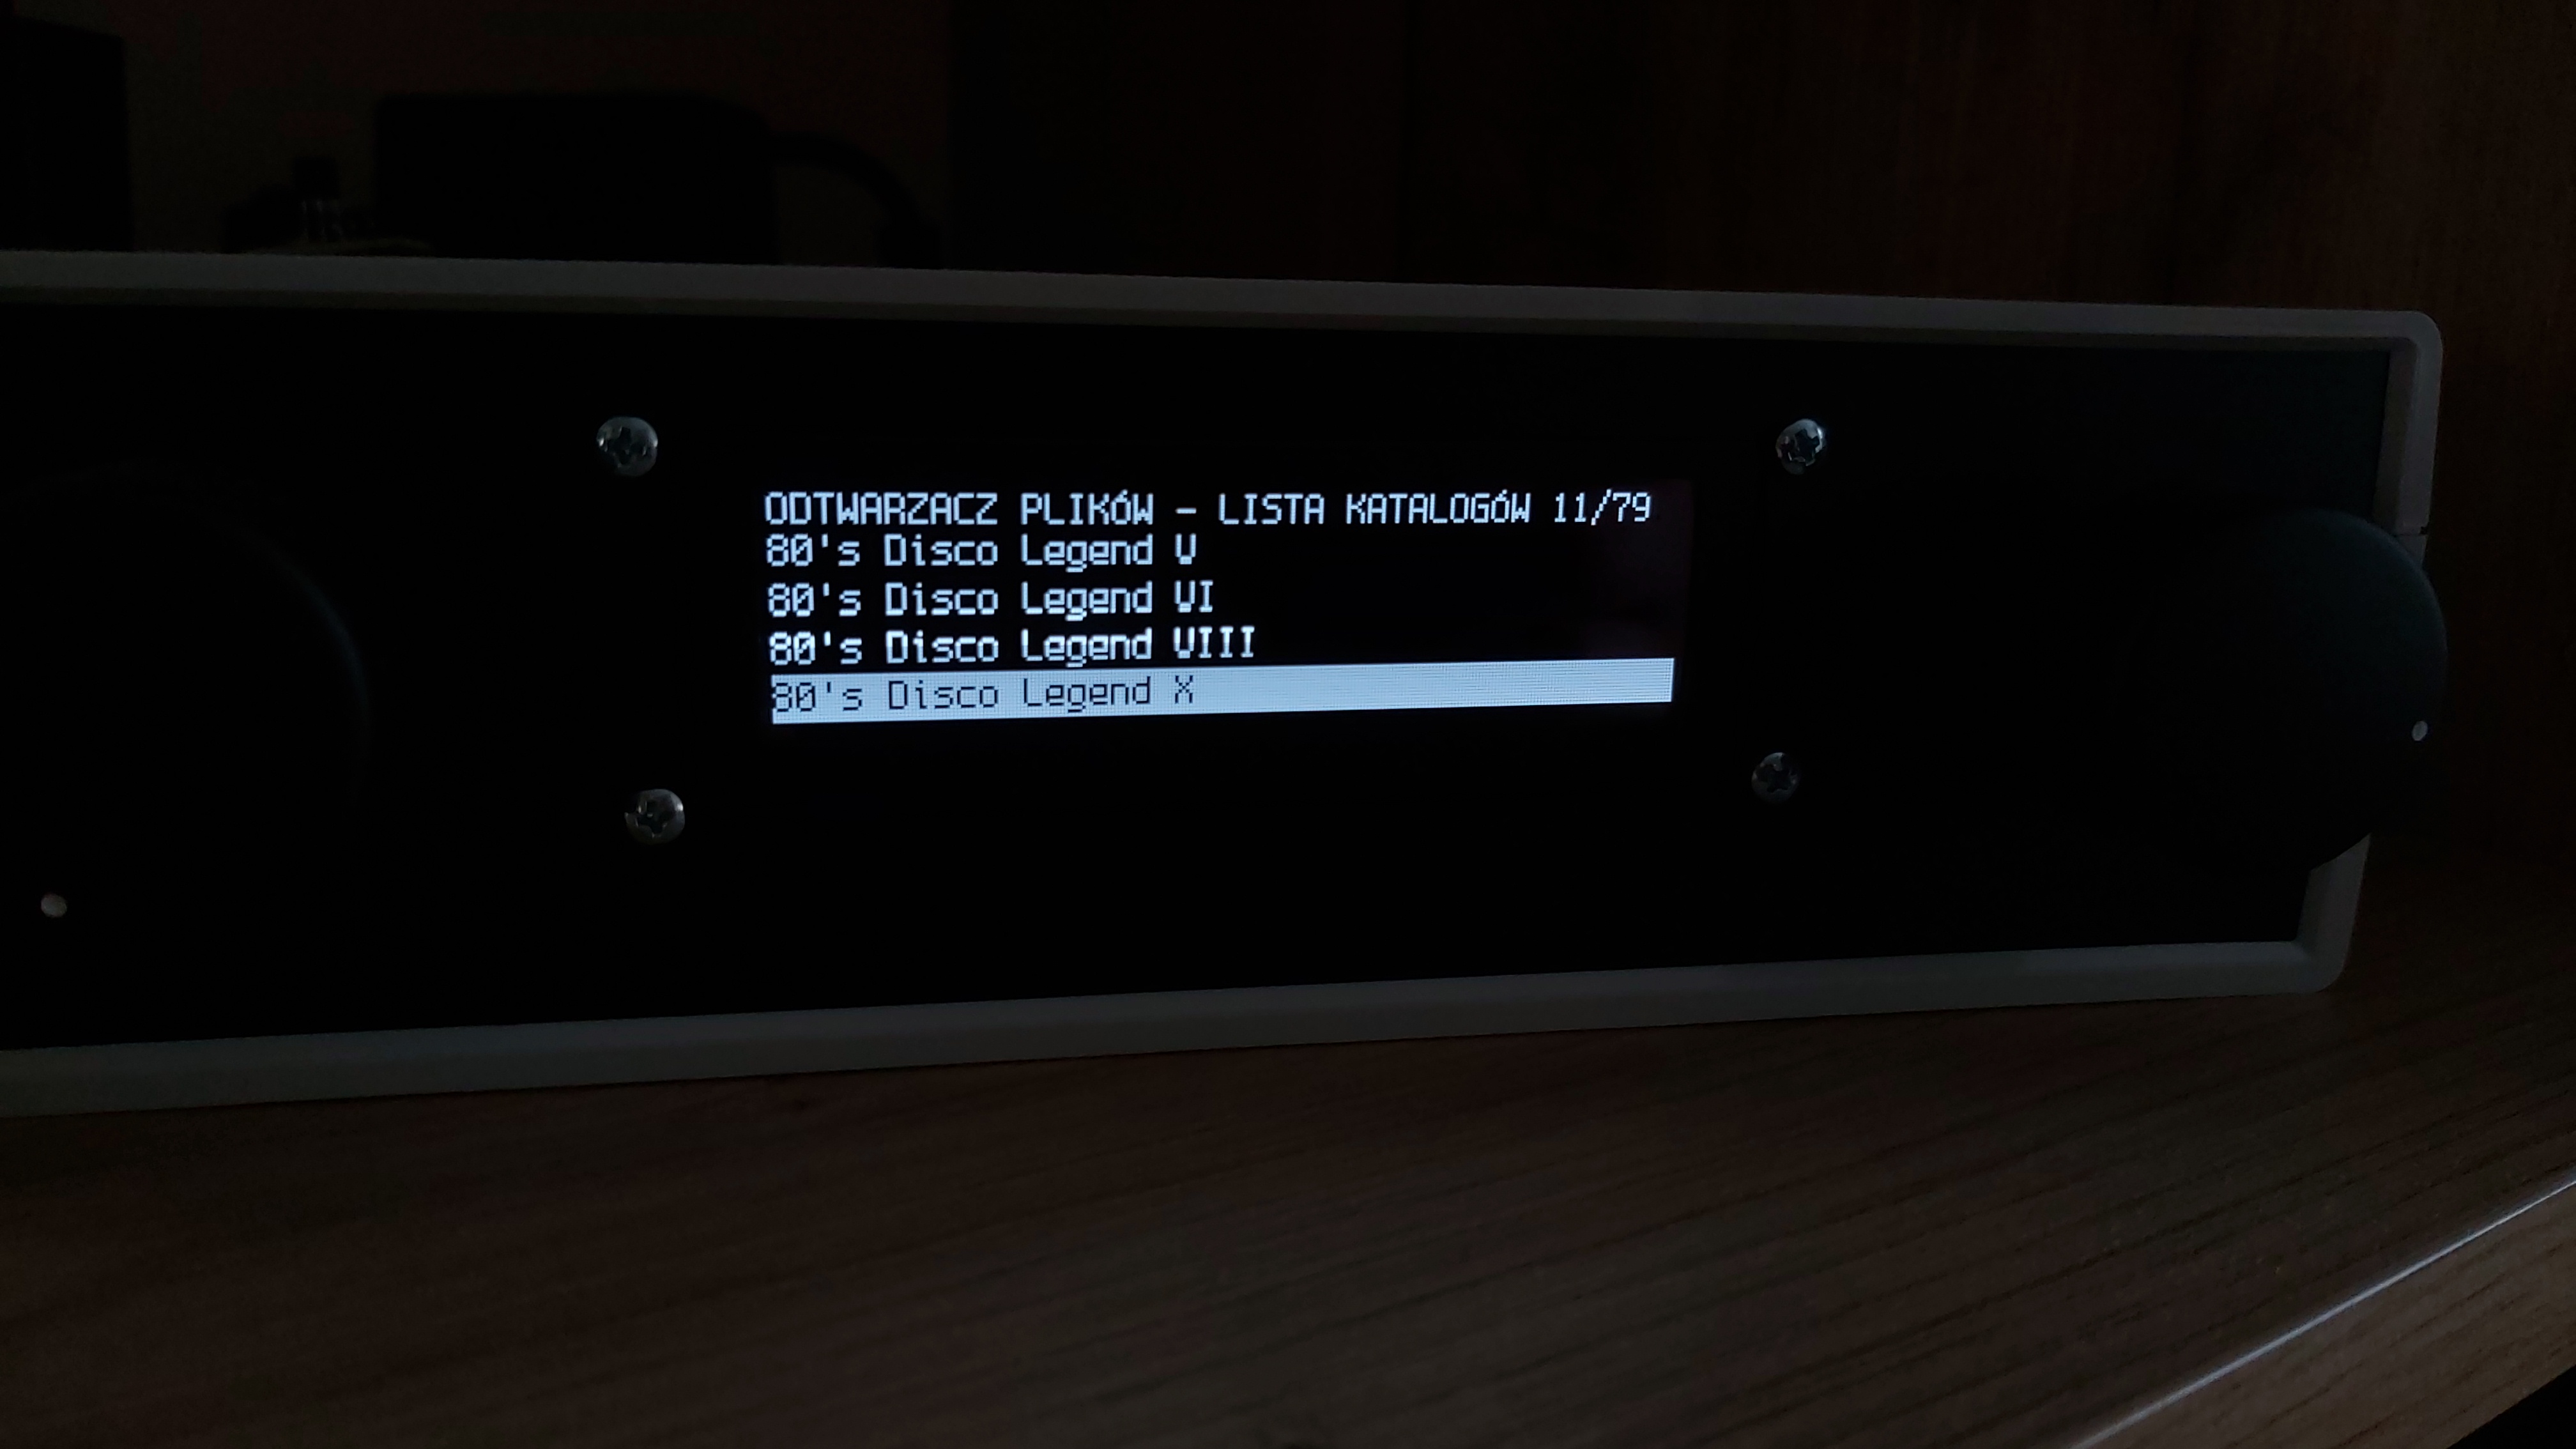 ODTWARZACZ PLIKÓW - LISTA KATALOGÓW 11/79
80's Disco Legend V
80's Disco Legend VI
80's Disco Legend VIII
80's Disco Legend X